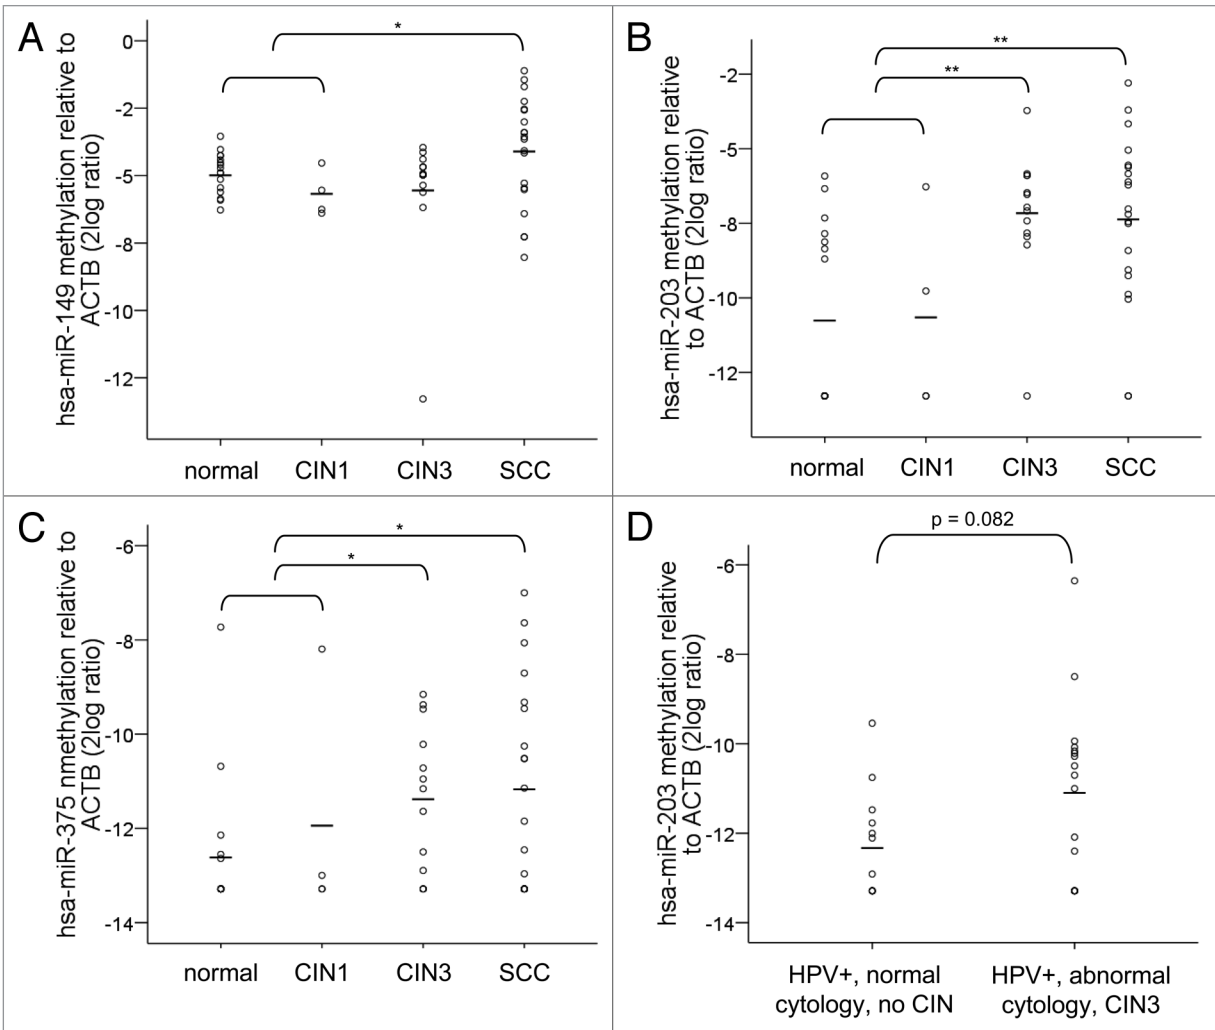 A
hsa-miR-149 methylation relative to
ACTB (2log ratio)
0
-2
-5
-8
-10
-12
*
normal
CIN1
CIN3
SCC
B
hsa-miR-203 methylation relative
to ACTB (2log ratio)
-2
-5
-8
-10
-12
**
**
normal
CIN1
CIN3
SCC
C
hsa-miR-375 nmethylation relative to
ACTB (2log ratio)
-6
-8
-10
-12
-14
*
*
normal
CIN1
CIN3
SCC
D
hsa-miR-203 methylation relative
to ACTB (2log ratio)
-6
-8
-10
-12
-14
p = 0.082
HPV+, normal
cytology, no CIN
HPV+, abnormal
cytology, CIN3